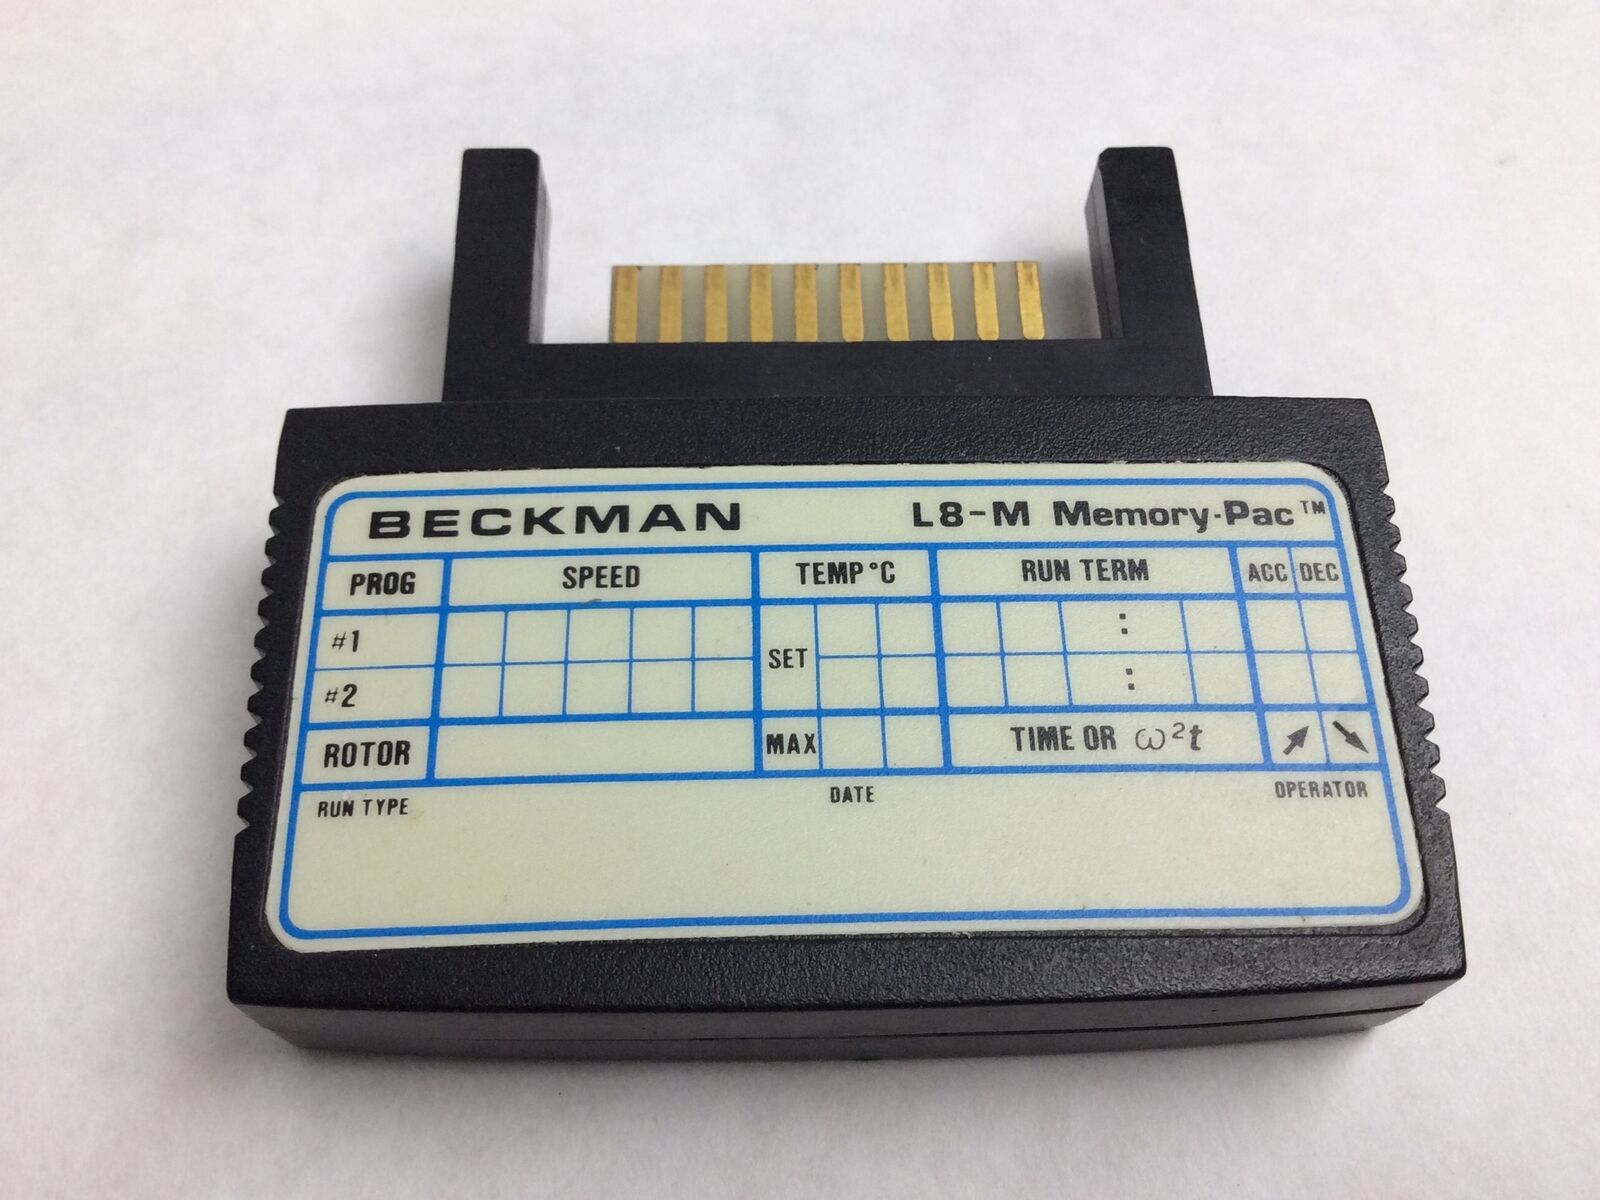 BECKMAN L8-M Memory-Pac™
PROG SPEED TEMP °C RUN TERM ACC DEC
#1 :
SET
#2 :
ROTOR MAX TIME OR ω²t
RUN TYPE DATE OPERATOR